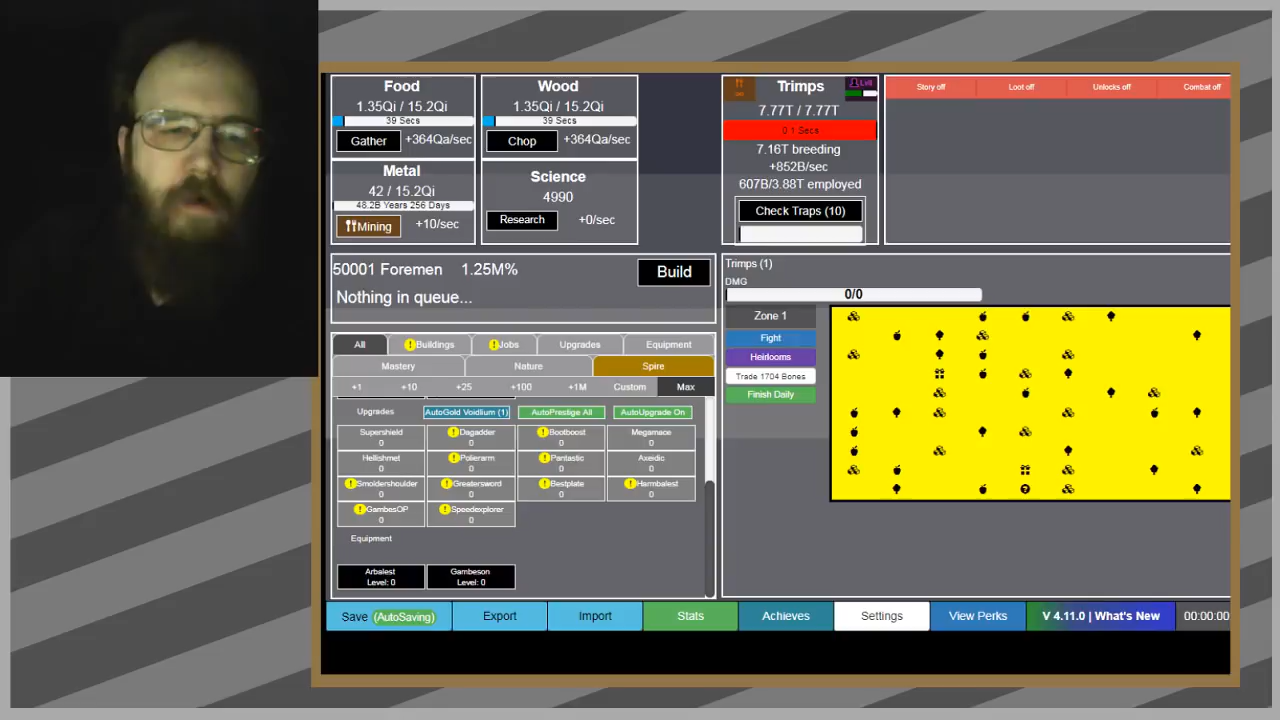 Food
1.35Qi / 15.2Qi
39 Secs
Gather
+364Qa/sec
Wood
1.35Qi / 15.2Qi
39 Secs
Chop
+364Qa/sec
Metal
42 / 15.2Qi
48.2B Years 256 Days
Mining
+10/sec
Science
4990
Research
+0/sec
Trimps
7.77T / 7.77T
0.1 Secs
7.16T breeding
+852B/sec
607B/3.88T employed
Check Traps (10)
Story off
Loot off
Unlocks off
Combat off
50001 Foremen 1.25M%
Build
Nothing in queue...
All
Buildings
Jobs
Upgrades
Equipment
Mastery
Nature
Spire
+1
+10
+25
+100
+1M
Custom
Max
Upgrades
AutoGold Voidlium (1)
AutoPrestige All
AutoUpgrade On
Supershield
0
Dagadder
0
Bootboost
0
Megamace
0
Hellishmet
0
Polierarm
0
Pantastic
0
Axeidic
0
Smoldershoulder
0
Greatersword
0
Bestplate
0
Harmbalest
0
GambesOP
0
Speedexplorer
0
Equipment
Arbalest
Level: 0
Gambeson
Level: 0
Trimps (1)
DMG
0/0
Zone 1
Fight
Heirlooms
Trade 1704 Bones
Finish Daily
Save (AutoSaving)
Export
Import
Stats
Achieves
Settings
View Perks
V 4.11.0 | What's New
00:00:00